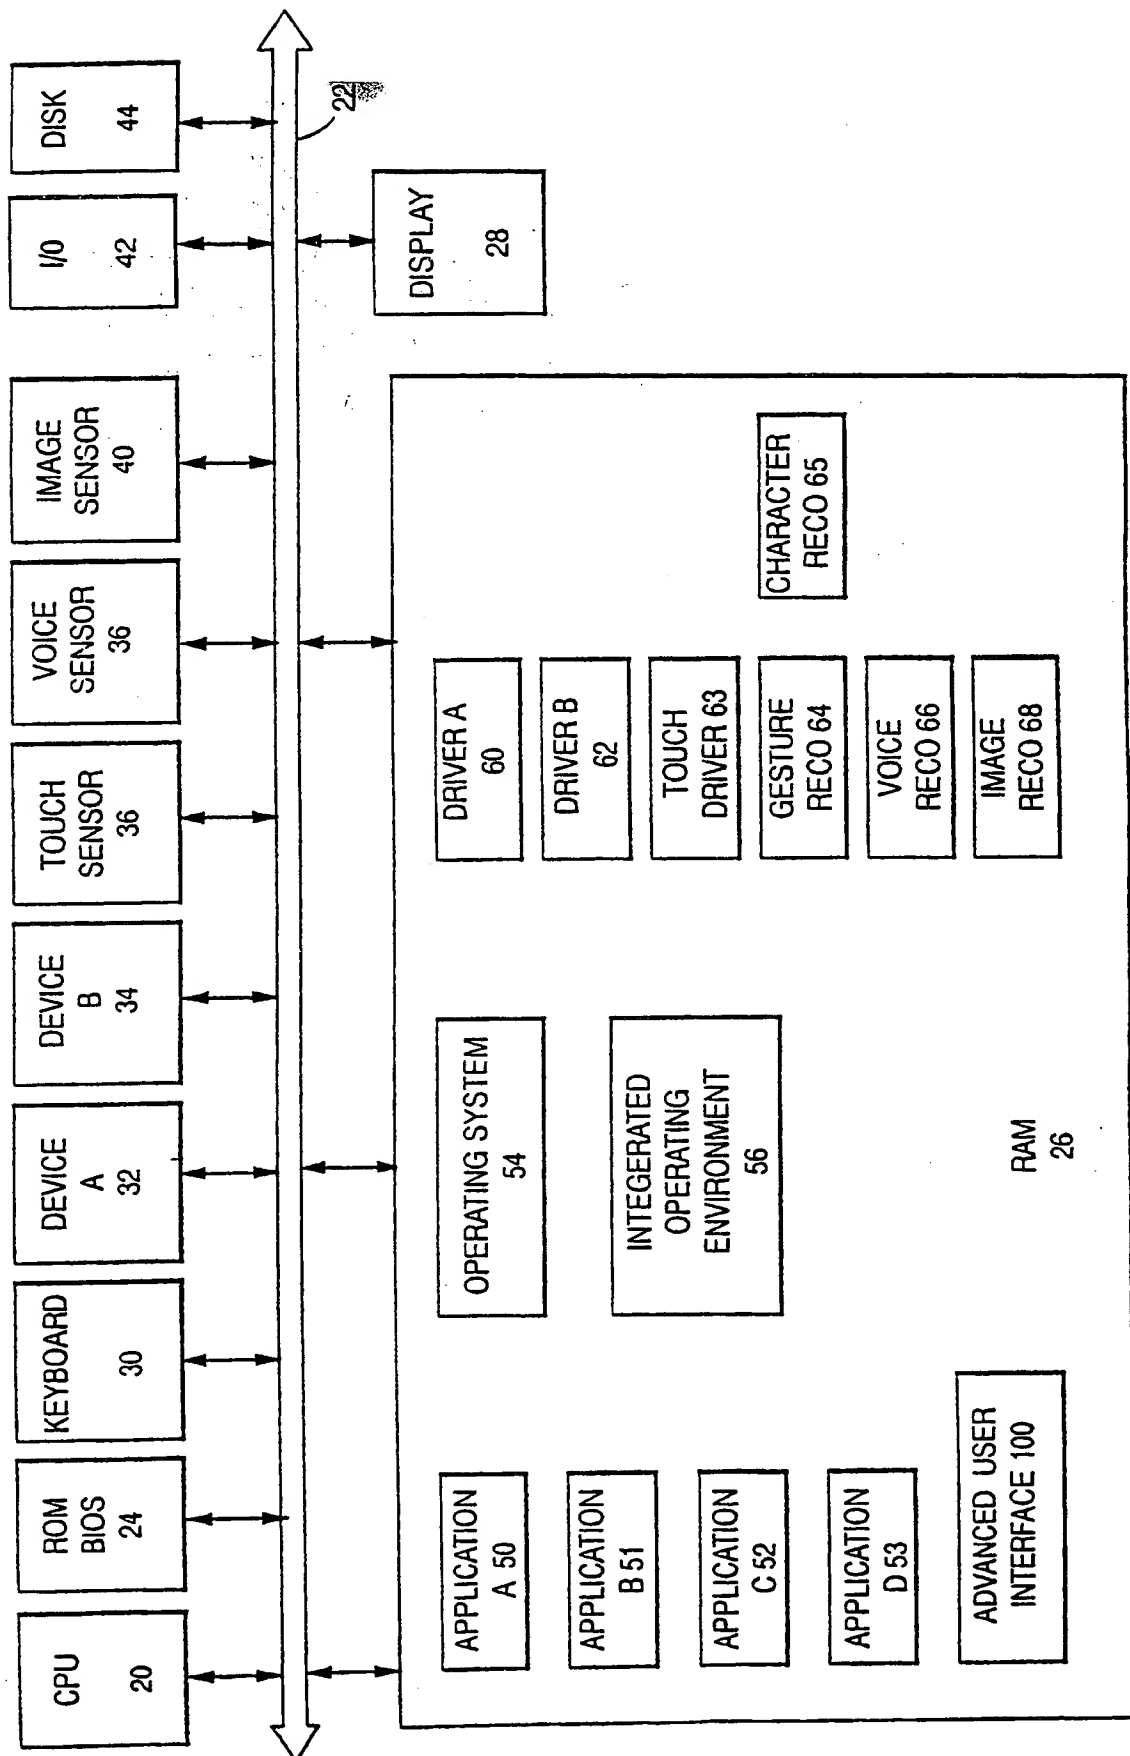 CPU
20
ROM
BIOS
24
KEYBOARD
30
DEVICE
A
32
DEVICE
B
34
TOUCH
SENSOR
36
VOICE
SENSOR
36
IMAGE
SENSOR
40
I/O
42
DISK
44
22
DISPLAY
28
APPLICATION
A 50
APPLICATION
B 51
APPLICATION
C 52
APPLICATION
D 53
ADVANCED USER
INTERFACE 100
OPERATING SYSTEM
54
INTEGERATED
OPERATING
ENVIRONMENT
56
RAM
26
DRIVER A
60
DRIVER B
62
TOUCH
DRIVER 63
GESTURE
RECO 64
VOICE
RECO 66
IMAGE
RECO 68
CHARACTER
RECO 65